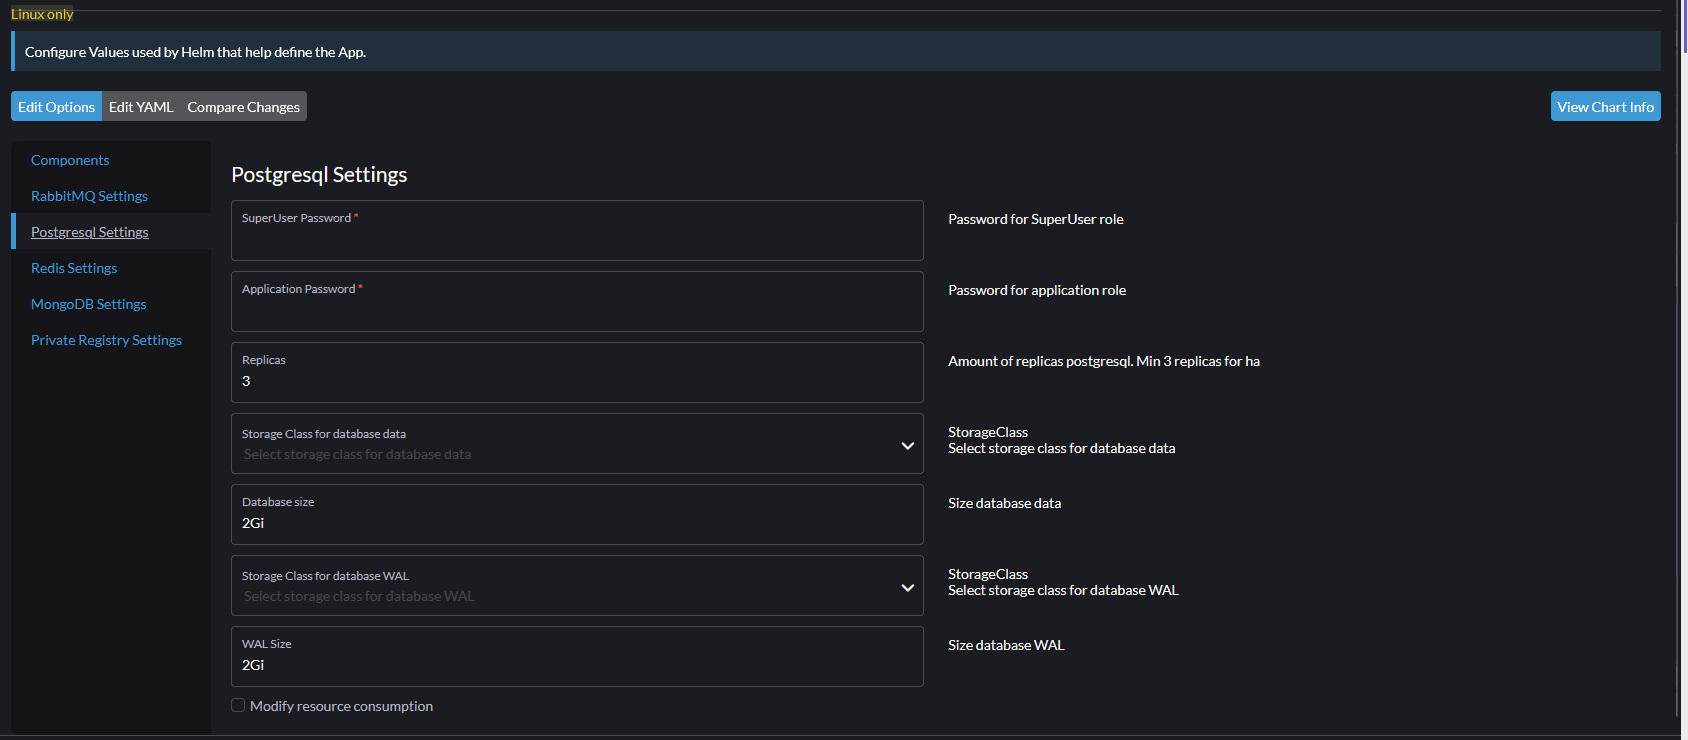 Linux only
Configure Values used by Helm that help define the App.
Edit Options Edit YAML Compare Changes View Chart Info
Components
RabbitMQ Settings
Postgresql Settings
Redis Settings
MongoDB Settings
Private Registry Settings
Postgresql Settings
SuperUser Password *
Password for SuperUser role
Application Password *
Password for application role
Replicas
3
Amount of replicas postgresql. Min 3 replicas for ha
Storage Class for database data
Select storage class for database data
StorageClass
Select storage class for database data
Database size
2Gi
Size database data
Storage Class for database WAL
Select storage class for database WAL
StorageClass
Select storage class for database WAL
WAL Size
2Gi
Size database WAL
Modify resource consumption